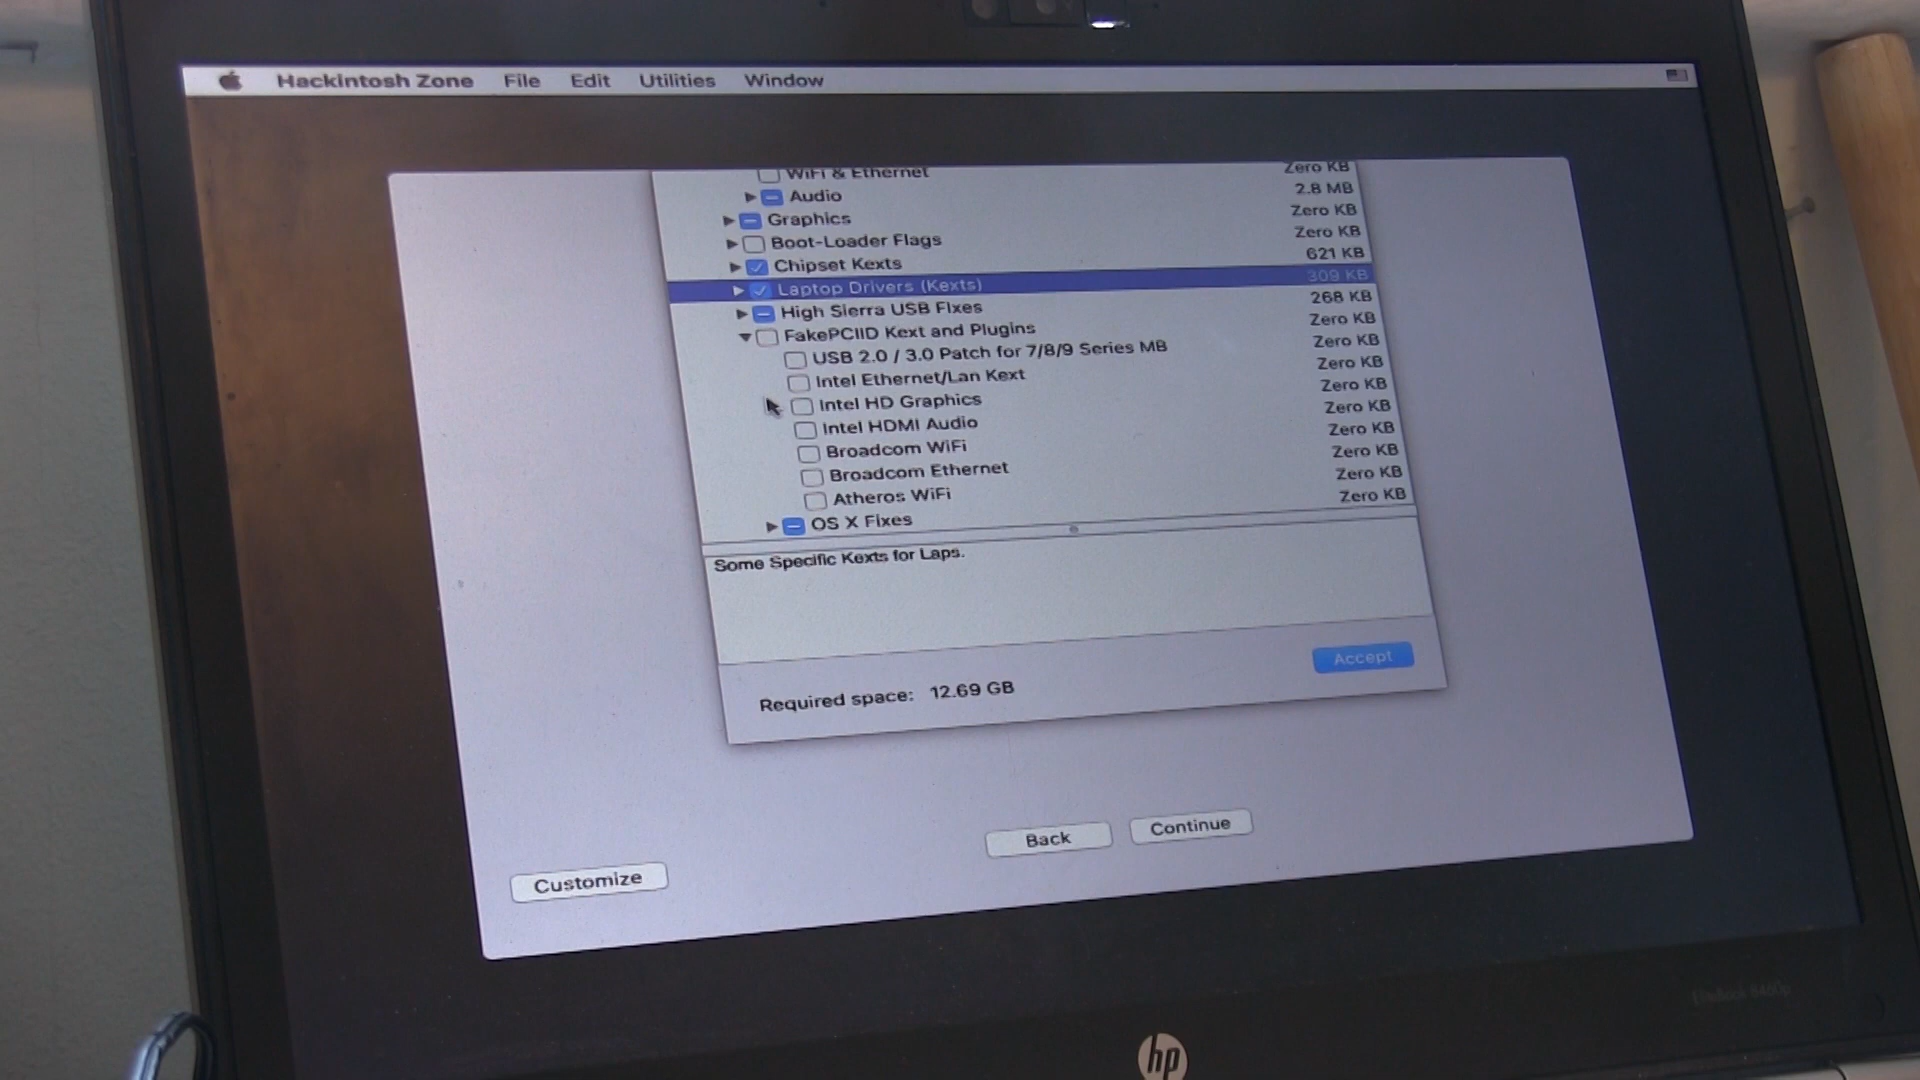 Hackintosh Zone File Edit Utilities Window
WiFi & Ethernet Zero KB
Audio 2.8 MB
Graphics Zero KB
Boot-Loader Flags Zero KB
Chipset Kexts 621 KB
Laptop Drivers (Kexts) 309 KB
High Sierra USB FIxes 268 KB
FakePCIID Kext and Plugins Zero KB
USB 2.0 / 3.0 Patch for 7/8/9 Series MB Zero KB
Intel Ethernet/Lan Kext Zero KB
Intel HD Graphics Zero KB
Intel HDMI Audio Zero KB
Broadcom WiFi Zero KB
Broadcom Ethernet Zero KB
Atheros WiFi Zero KB
OS X FIxes Zero KB
Some Specific Kexts for Laps.
Required space: 12.69 GB
Accept
Back
Continue
Customize
EliteBook 8460p
hp